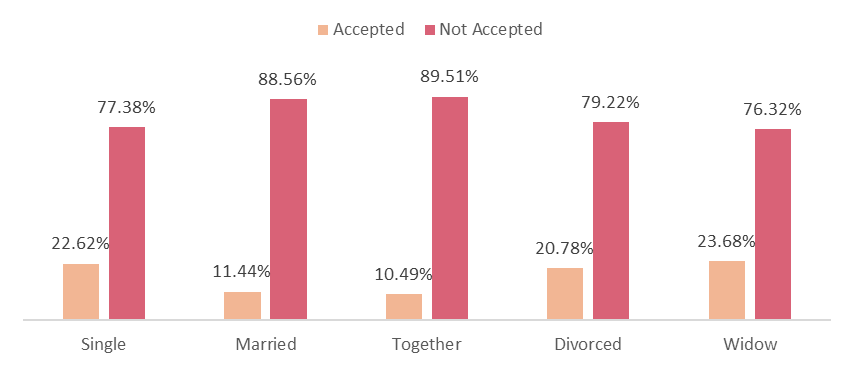 Accepted Not Accepted
77.38% 88.56% 89.51% 79.22% 76.32%
22.62% 11.44% 10.49% 20.78% 23.68%
Single Married Together Divorced Widow